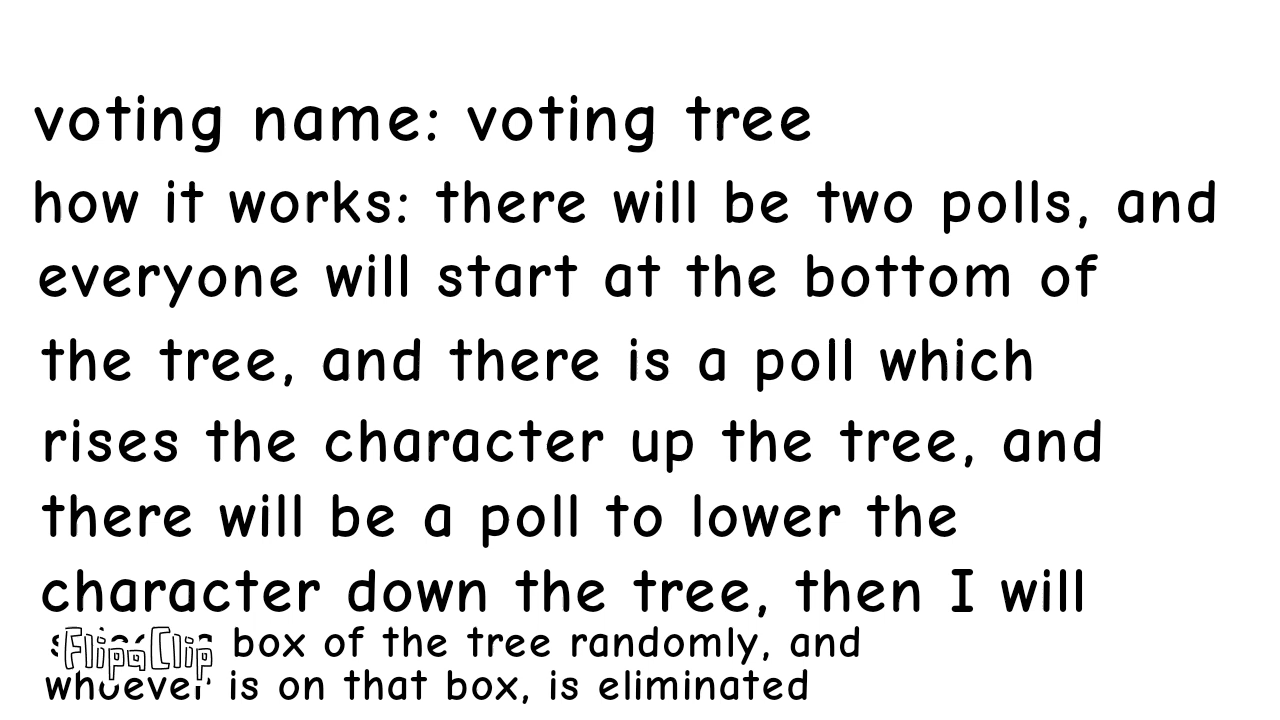 voting name: voting tree
how it works: there will be two polls, and
everyone will start at the bottom of
the tree, and there is a poll which
rises the character up the tree, and
there will be a poll to lower the
character down the tree, then I will
box of the tree randomly, and
whoever is on that box, is eliminated
FlipaClip